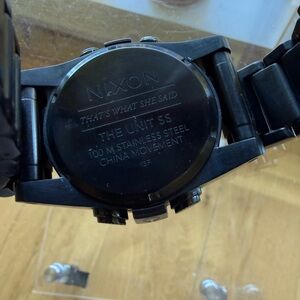 NIXON
THAT'S WHAT SHE SAID
THE UNIT SS
100 M STAINLESS STEEL
CHINA MOVEMENT